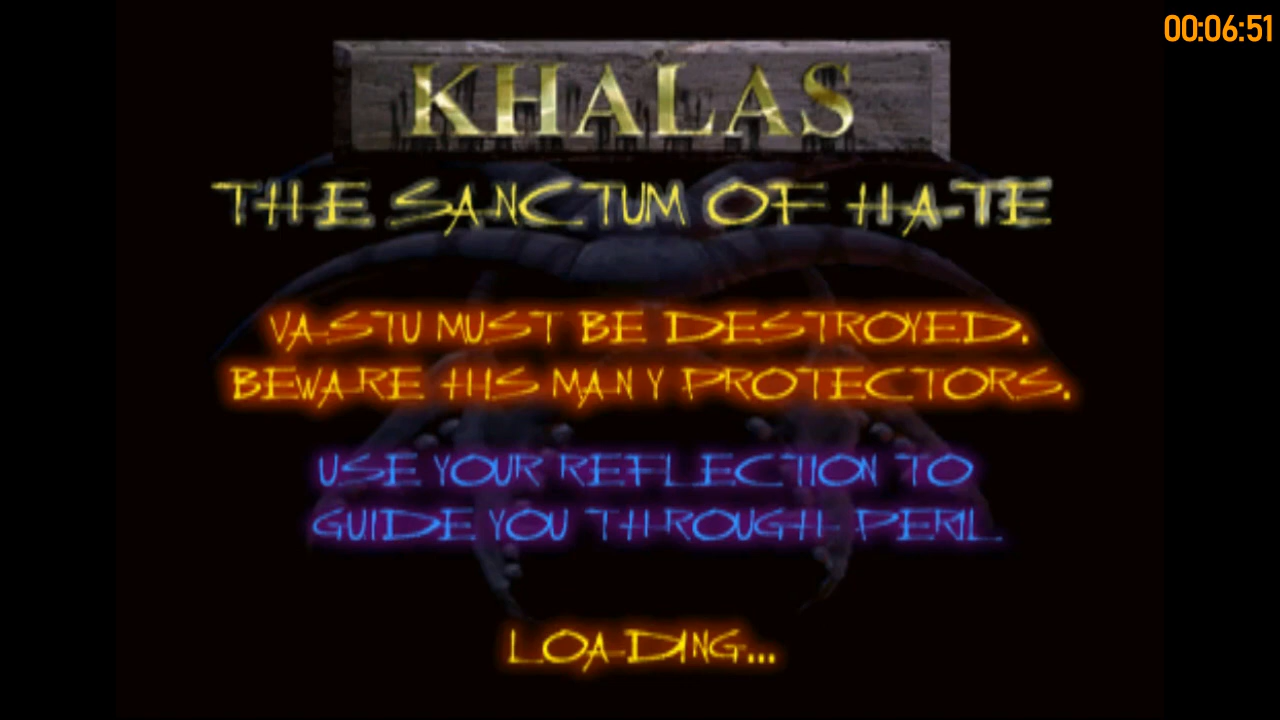 00:06:51
KHALAS
THE SANCTUM OF HATE
VASTU MUST BE DESTROYED.
BEWARE HIS MANY PROTECTORS.
USE YOUR REFLECTION TO
GUIDE YOU THROUGH PERIL.
LOADING...